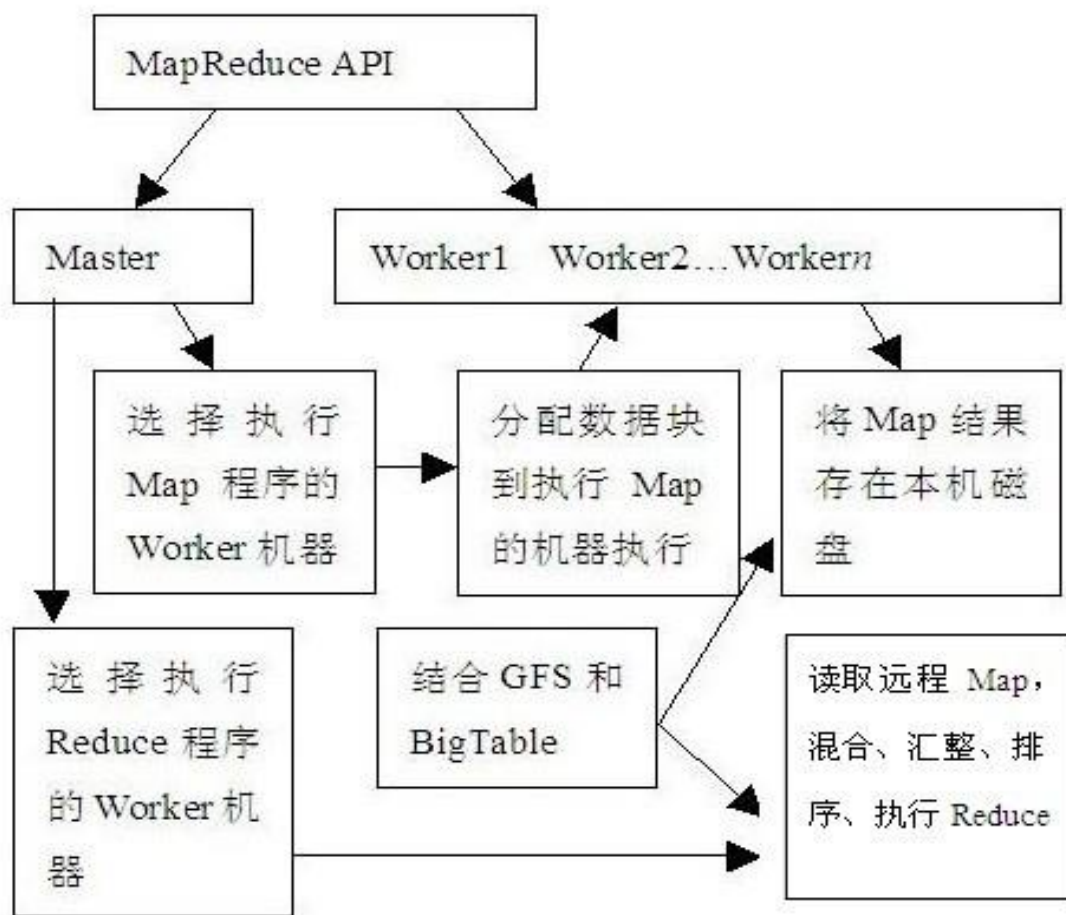 MapReduce API
Master
Worker1 Worker2…Workern
选择执行
Map 程序的
Worker 机器
分配数据块
到执行 Map
的机器执行
将 Map 结果
存在本机磁
盘
选择执行
Reduce 程序
的 Worker 机
器
结合 GFS 和
BigTable
读取远程 Map，
混合、汇整、排
序、执行 Reduce